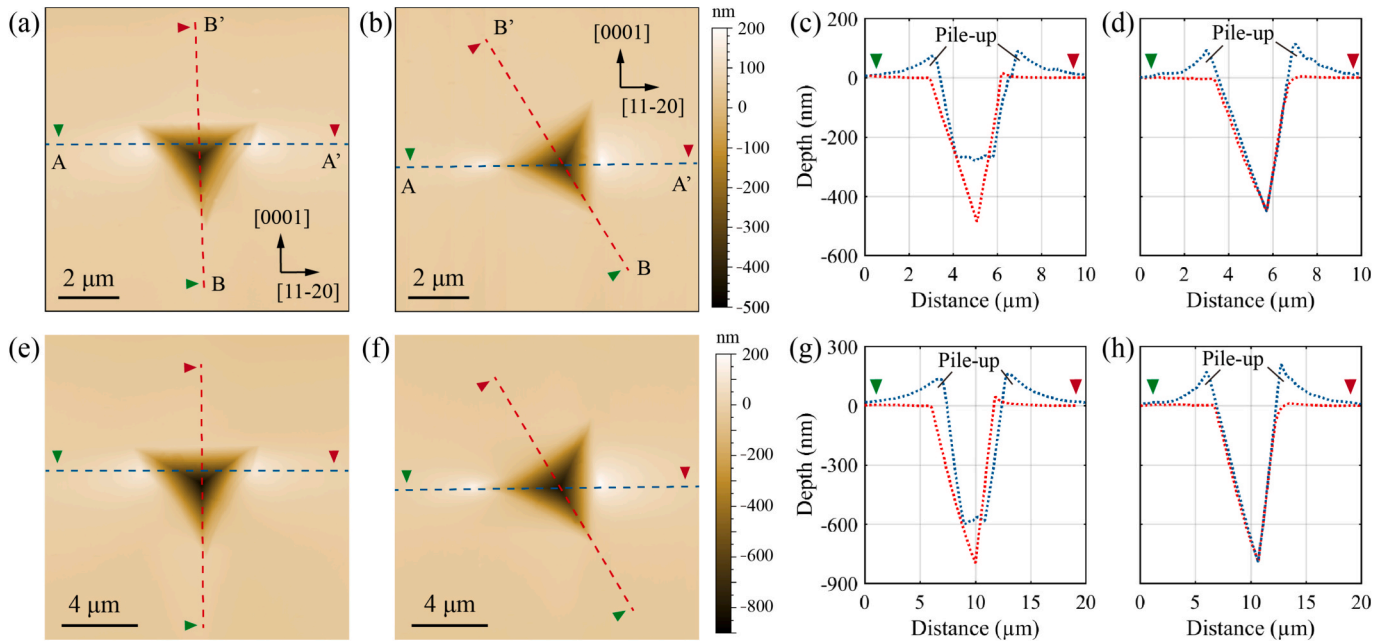 (a)
B'
[0001]
[11-20]
A
A'
B
2 µm
(b)
B'
[0001]
[11-20]
A
A'
B
2 µm
nm
200
100
0
-100
-200
-300
-400
-500
(c)
Pile-up
200
0
-200
-400
-600
Depth (nm)
0 2 4 6 8 10
Distance (µm)
(d)
Pile-up
0 2 4 6 8 10
Distance (µm)
(e)
4 µm
(f)
4 µm
nm
200
0
-200
-400
-600
-800
(g)
Pile-up
300
0
-300
-600
-900
Depth (nm)
0 5 10 15 20
Distance (µm)
(h)
Pile-up
0 5 10 15 20
Distance (µm)